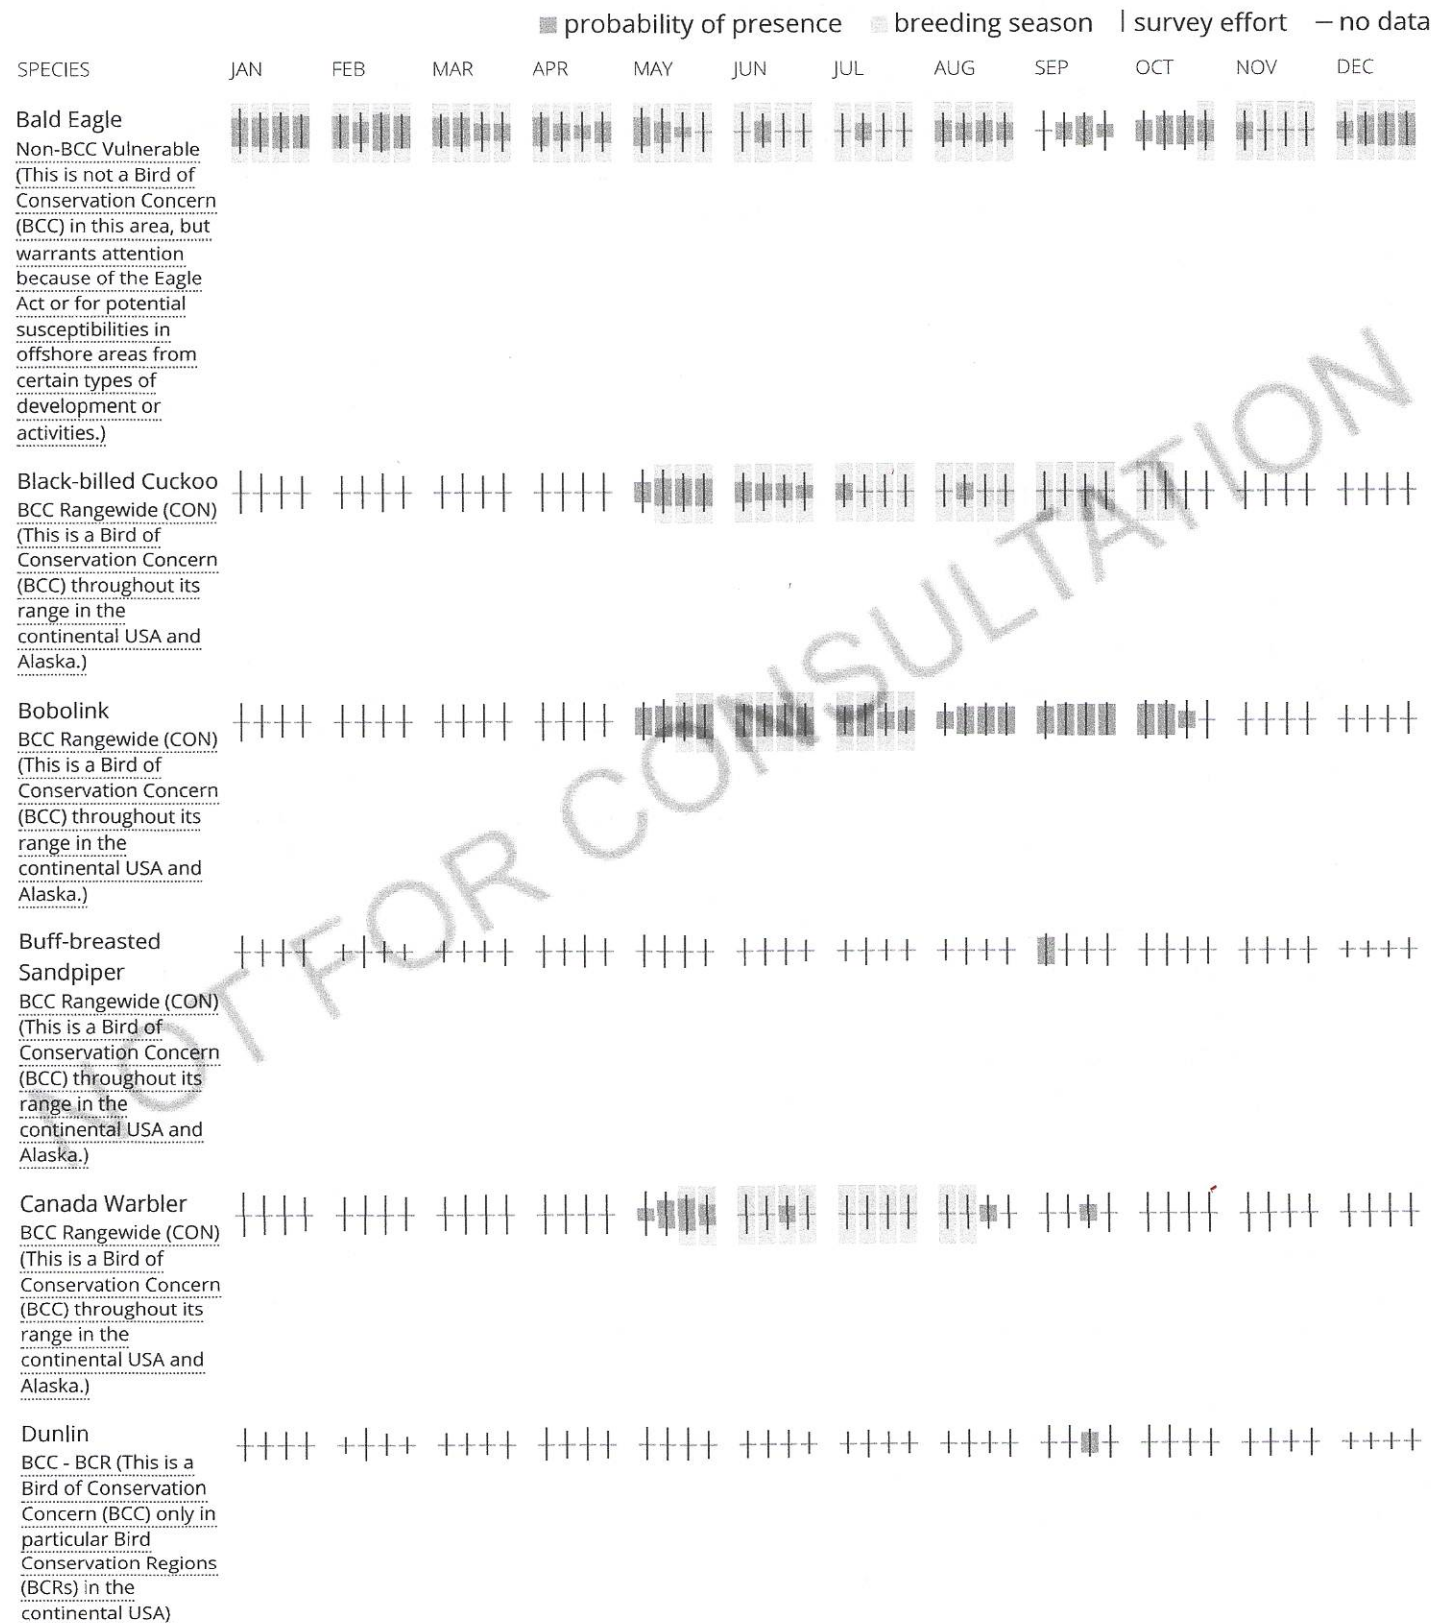 probability of presence breeding season | survey effort — no data
SPECIES JAN FEB MAR APR MAY JUN JUL AUG SEP OCT NOV DEC
Bald Eagle
Non-BCC Vulnerable
(This is not a Bird of
Conservation Concern
(BCC) in this area, but
warrants attention
because of the Eagle
Act or for potential
susceptibilities in
offshore areas from
certain types of
development or
activities.)
Black-billed Cuckoo
BCC Rangewide (CON)
(This is a Bird of
Conservation Concern
(BCC) throughout its
range in the
continental USA and
Alaska.)
Bobolink
BCC Rangewide (CON)
(This is a Bird of
Conservation Concern
(BCC) throughout its
range in the
continental USA and
Alaska.)
Buff-breasted
Sandpiper
BCC Rangewide (CON)
(This is a Bird of
Conservation Concern
(BCC) throughout its
range in the
continental USA and
Alaska.)
Canada Warbler
BCC Rangewide (CON)
(This is a Bird of
Conservation Concern
(BCC) throughout its
range in the
continental USA and
Alaska.)
Dunlin
BCC - BCR (This is a
Bird of Conservation
Concern (BCC) only in
particular Bird
Conservation Regions
(BCRs) in the
continental USA)
NOT FOR CONSULTATION